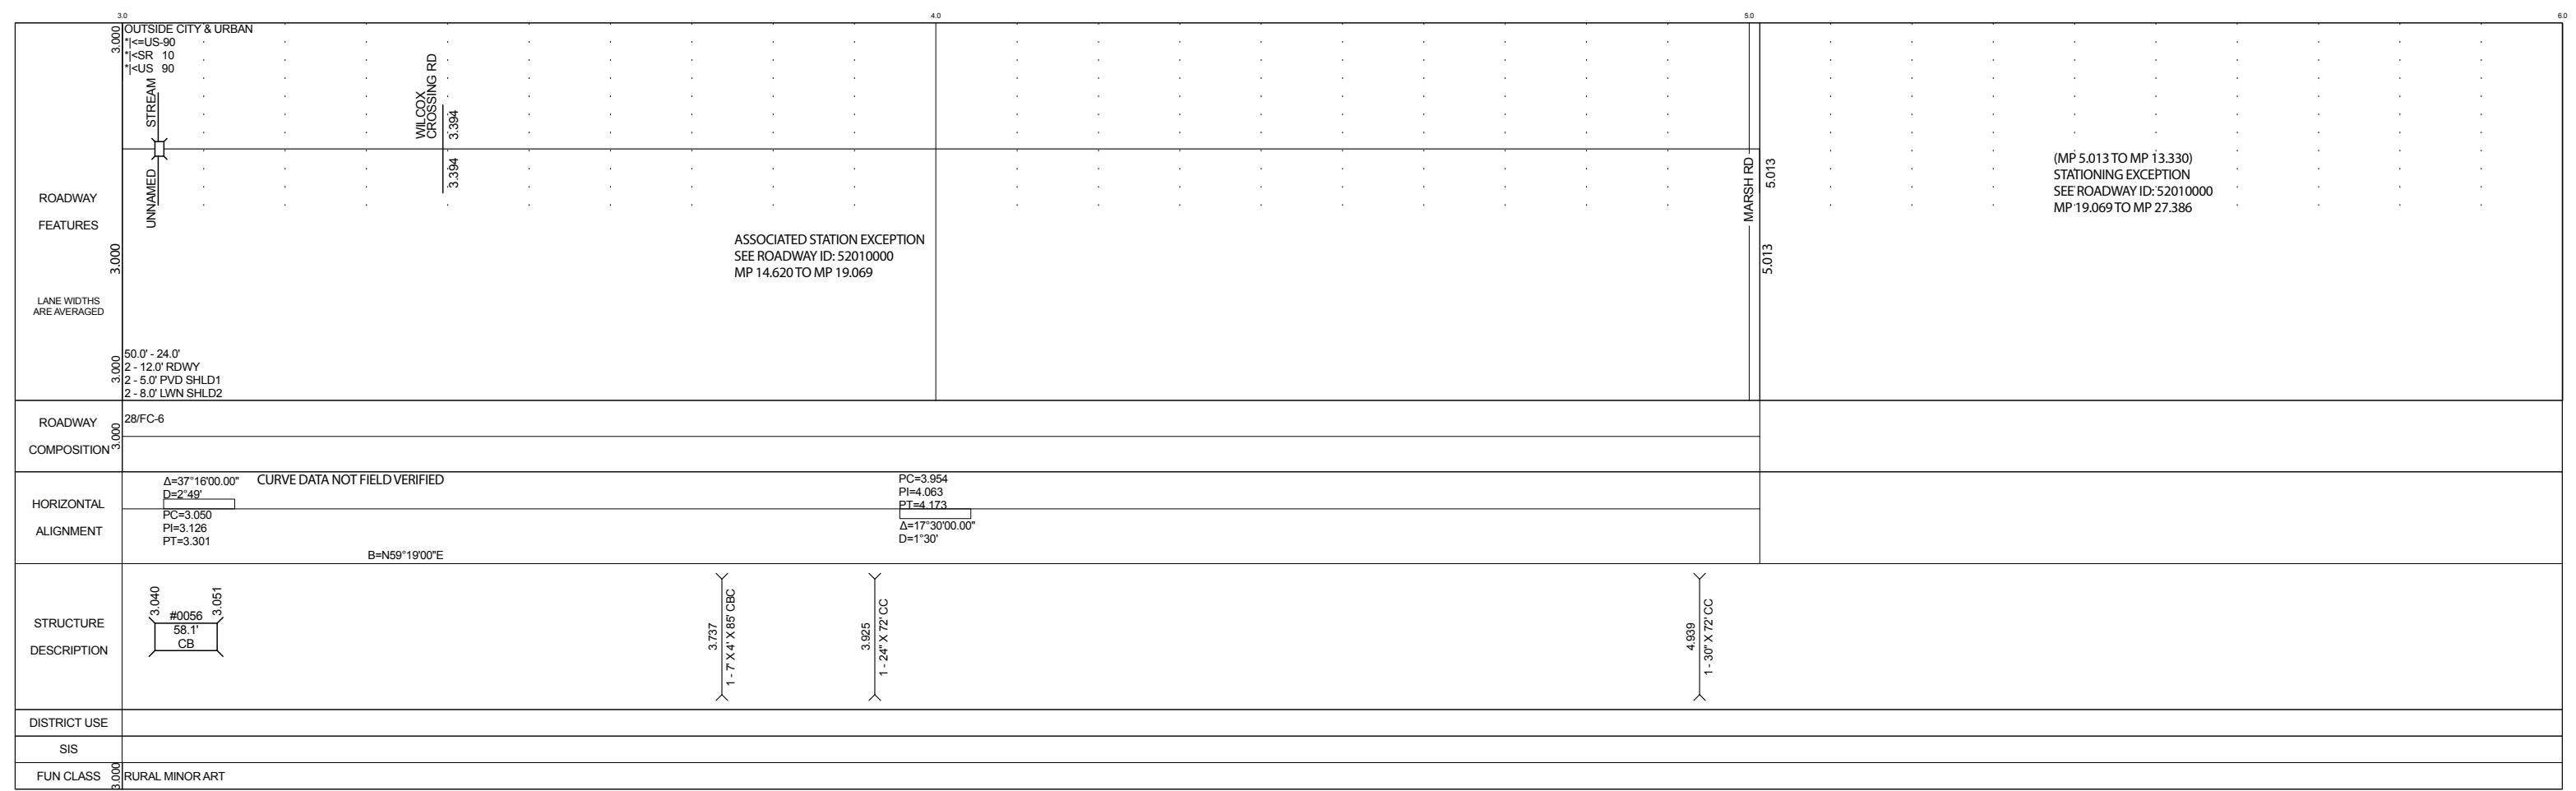 3.0
4.0
5.0
6.0
ROADWAY
FEATURES
LANE WIDTHS
ARE AVERAGED
3.000
OUTSIDE CITY & URBAN
*|<=US-90
*|<SR 10
*|<US 90
STREAM
UNNAMED
WILCOX
CROSSING RD
3.394
3.394
3.000
ASSOCIATED STATION EXCEPTION
SEE ROADWAY ID: 52010000
MP 14.620 TO MP 19.069
MARSH RD
5.013
5.013
(MP 5.013 TO MP 13.330)
STATIONING EXCEPTION
SEE ROADWAY ID: 52010000
MP 19.069 TO MP 27.386
3.000
50.0' - 24.0'
2 - 12.0' RDWY
2 - 5.0' PVD SHLD1
2 - 8.0' LWN SHLD2
ROADWAY
COMPOSITION
3.000
28/FC-6
HORIZONTAL
ALIGNMENT
Δ=37°16'00.00"
D=2°49'
CURVE DATA NOT FIELD VERIFIED
PC=3.050
PI=3.126
PT=3.301
B=N59°19'00"E
PC=3.954
PI=4.063
PT=4.173
Δ=17°30'00.00"
D=1°30'
STRUCTURE
DESCRIPTION
3.040
3.051
#0056
58.1'
CB
3.737
1 - 7' X 4' X 85' CBC
3.925
1 - 24" X 72' CC
4.939
1 - 30" X 72' CC
DISTRICT USE
SIS
FUN CLASS
3.000
RURAL MINOR ART